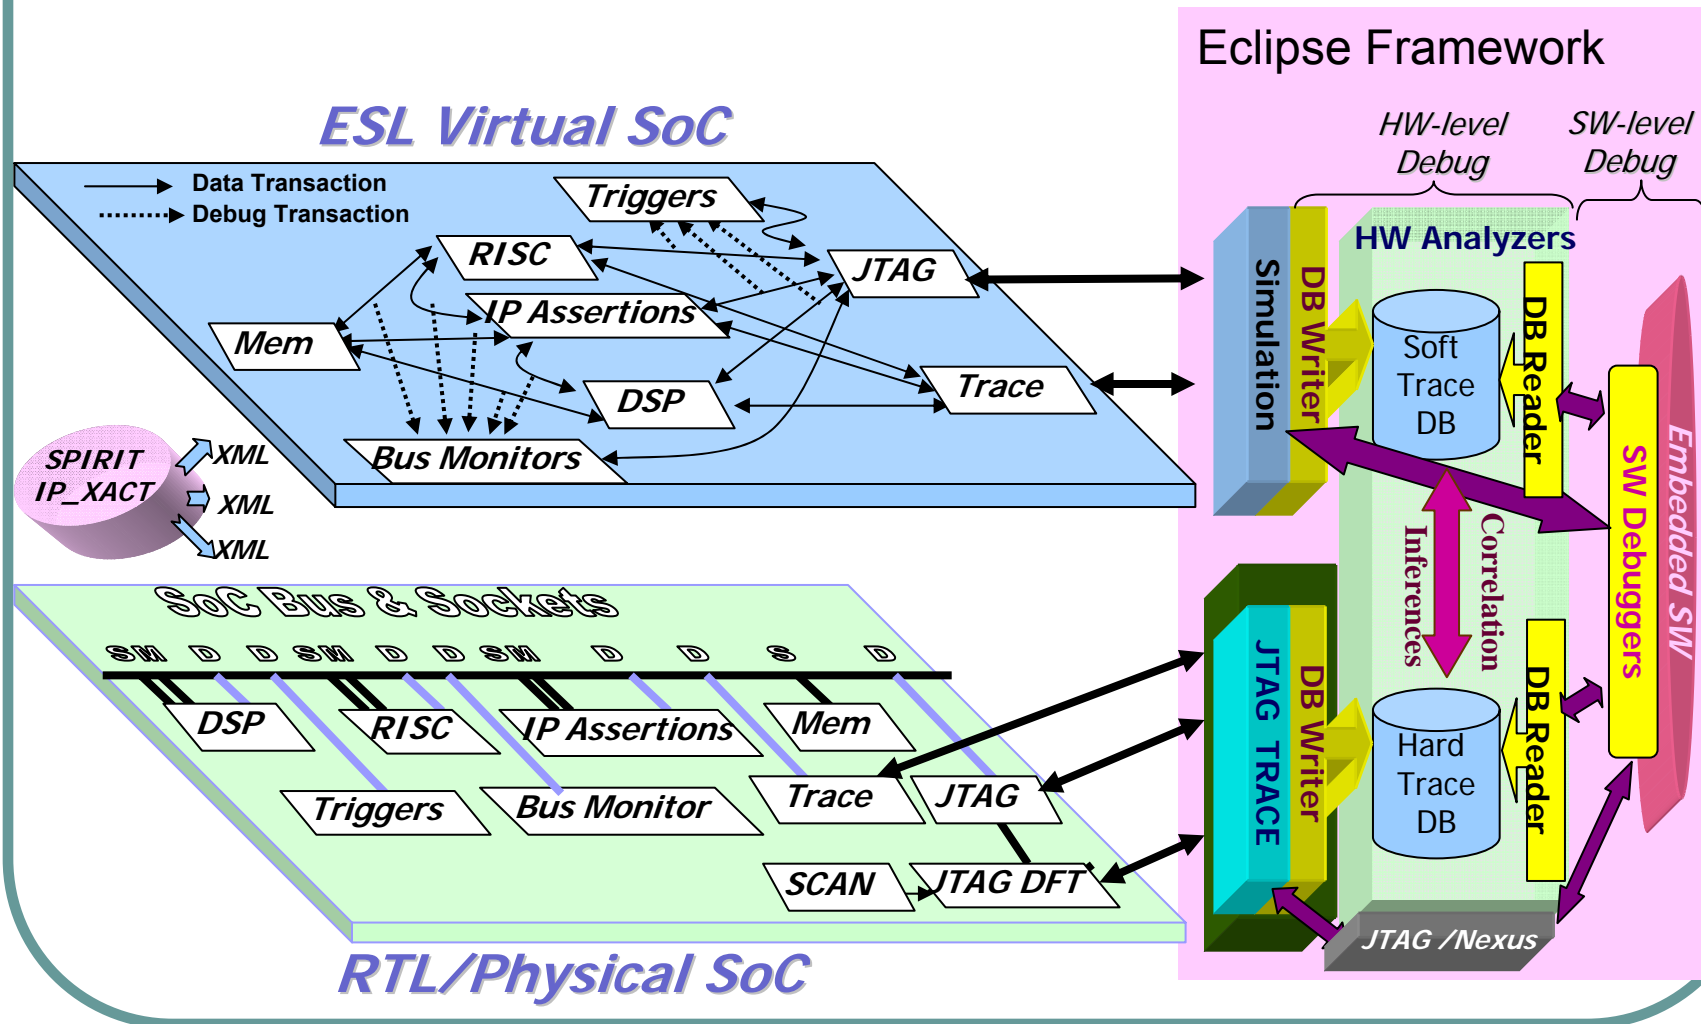 Eclipse Framework
HW-level
Debug
SW-level
Debug
ESL Virtual SoC
Data Transaction
Debug Transaction
Triggers
RISC
JTAG
IP Assertions
Mem
DSP
Trace
Bus Monitors
SPIRIT
IP_XACT
XML
XML
XML
HW Analyzers
Simulation
DB Writer
Soft
Trace
DB
DB Reader
Correlation
Inferences
SW Debuggers
Embedded SW
SoC Bus & Sockets
SM D D SM D D SM D D S D
DSP
RISC
IP Assertions
Mem
Triggers
Bus Monitor
Trace
JTAG
SCAN
JTAG DFT
JTAG TRACE
DB Writer
Hard
Trace
DB
DB Reader
JTAG /Nexus
RTL/Physical SoC